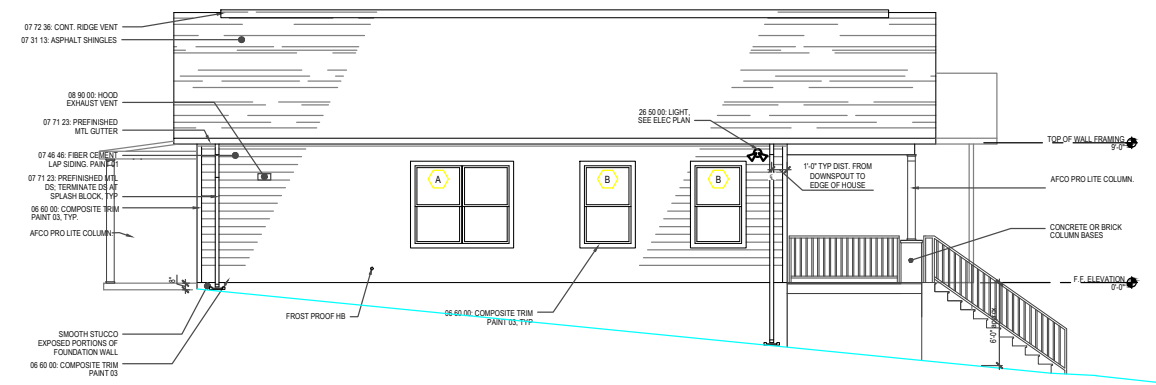 07 72 36: CONT. RIDGE VENT
07 31 13: ASPHALT SHINGLES
08 90 00: HOOD
EXHAUST VENT
07 71 23: PREFINISHED
MTL GUTTER
07 46 46: FIBER CEMENT
LAP SIDING. PAINT 01
07 71 23: PREFINISHED MTL
DS; TERMINATE DS AT
SPLASH BLOCK, TYP
06 60 00: COMPOSITE TRIM
PAINT 03, TYP.
AFCO PRO LITE COLUMN.
8"
SMOOTH STUCCO
EXPOSED PORTIONS OF
FOUNDATION WALL
06 60 00: COMPOSITE TRIM
PAINT 03
FROST PROOF HB
A
B
B
06 60 00: COMPOSITE TRIM
PAINT 03, TYP
26 50 00: LIGHT,
SEE ELEC PLAN
1'-0" TYP DIST. FROM
DOWNSPOUT TO
EDGE OF HOUSE
TOP OF WALL FRAMING
9'-0"
AFCO PRO LITE COLUMN.
CONCRETE OR BRICK
COLUMN BASES
F.F. ELEVATION
0'-0"
6'-0"